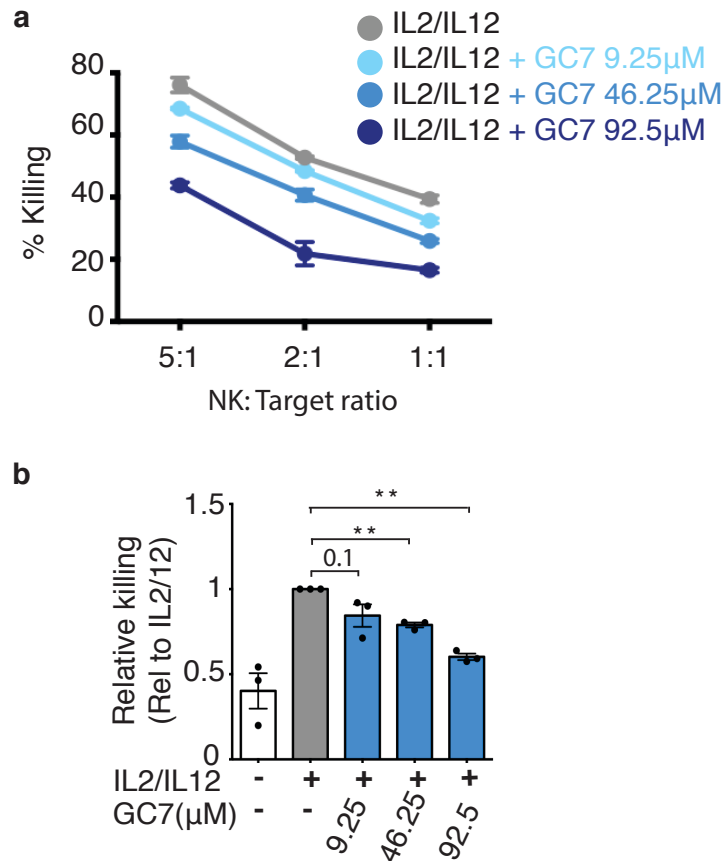 a
IL2/IL12
IL2/IL12 + GC7 9.25µM
IL2/IL12 + GC7 46.25µM
IL2/IL12 + GC7 92.5µM
80
60
40
20
0
% Killing
5:1 2:1 1:1
NK: Target ratio
b
1.5
1
0.5
0
Relative killing
(Rel to IL2/12)
**
**
0.1
IL2/IL12 - + + + +
GC7(µM) - - 9.25 46.25 92.5